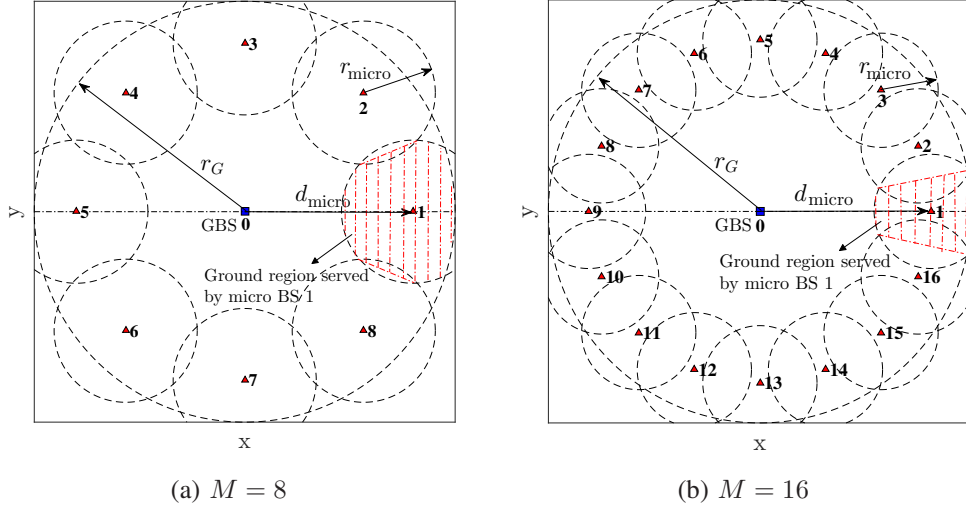 3
r_micro
4
2
r_G
d_micro
5
GBS 0
1
Ground region served
by micro BS 1
6
8
7
y
x
(a) M = 8
5
6
4
r_micro
7
3
8
2
r_G
d_micro
9
GBS 0
1
Ground region served
by micro BS 1
10
16
11
15
12
14
13
y
x
(b) M = 16